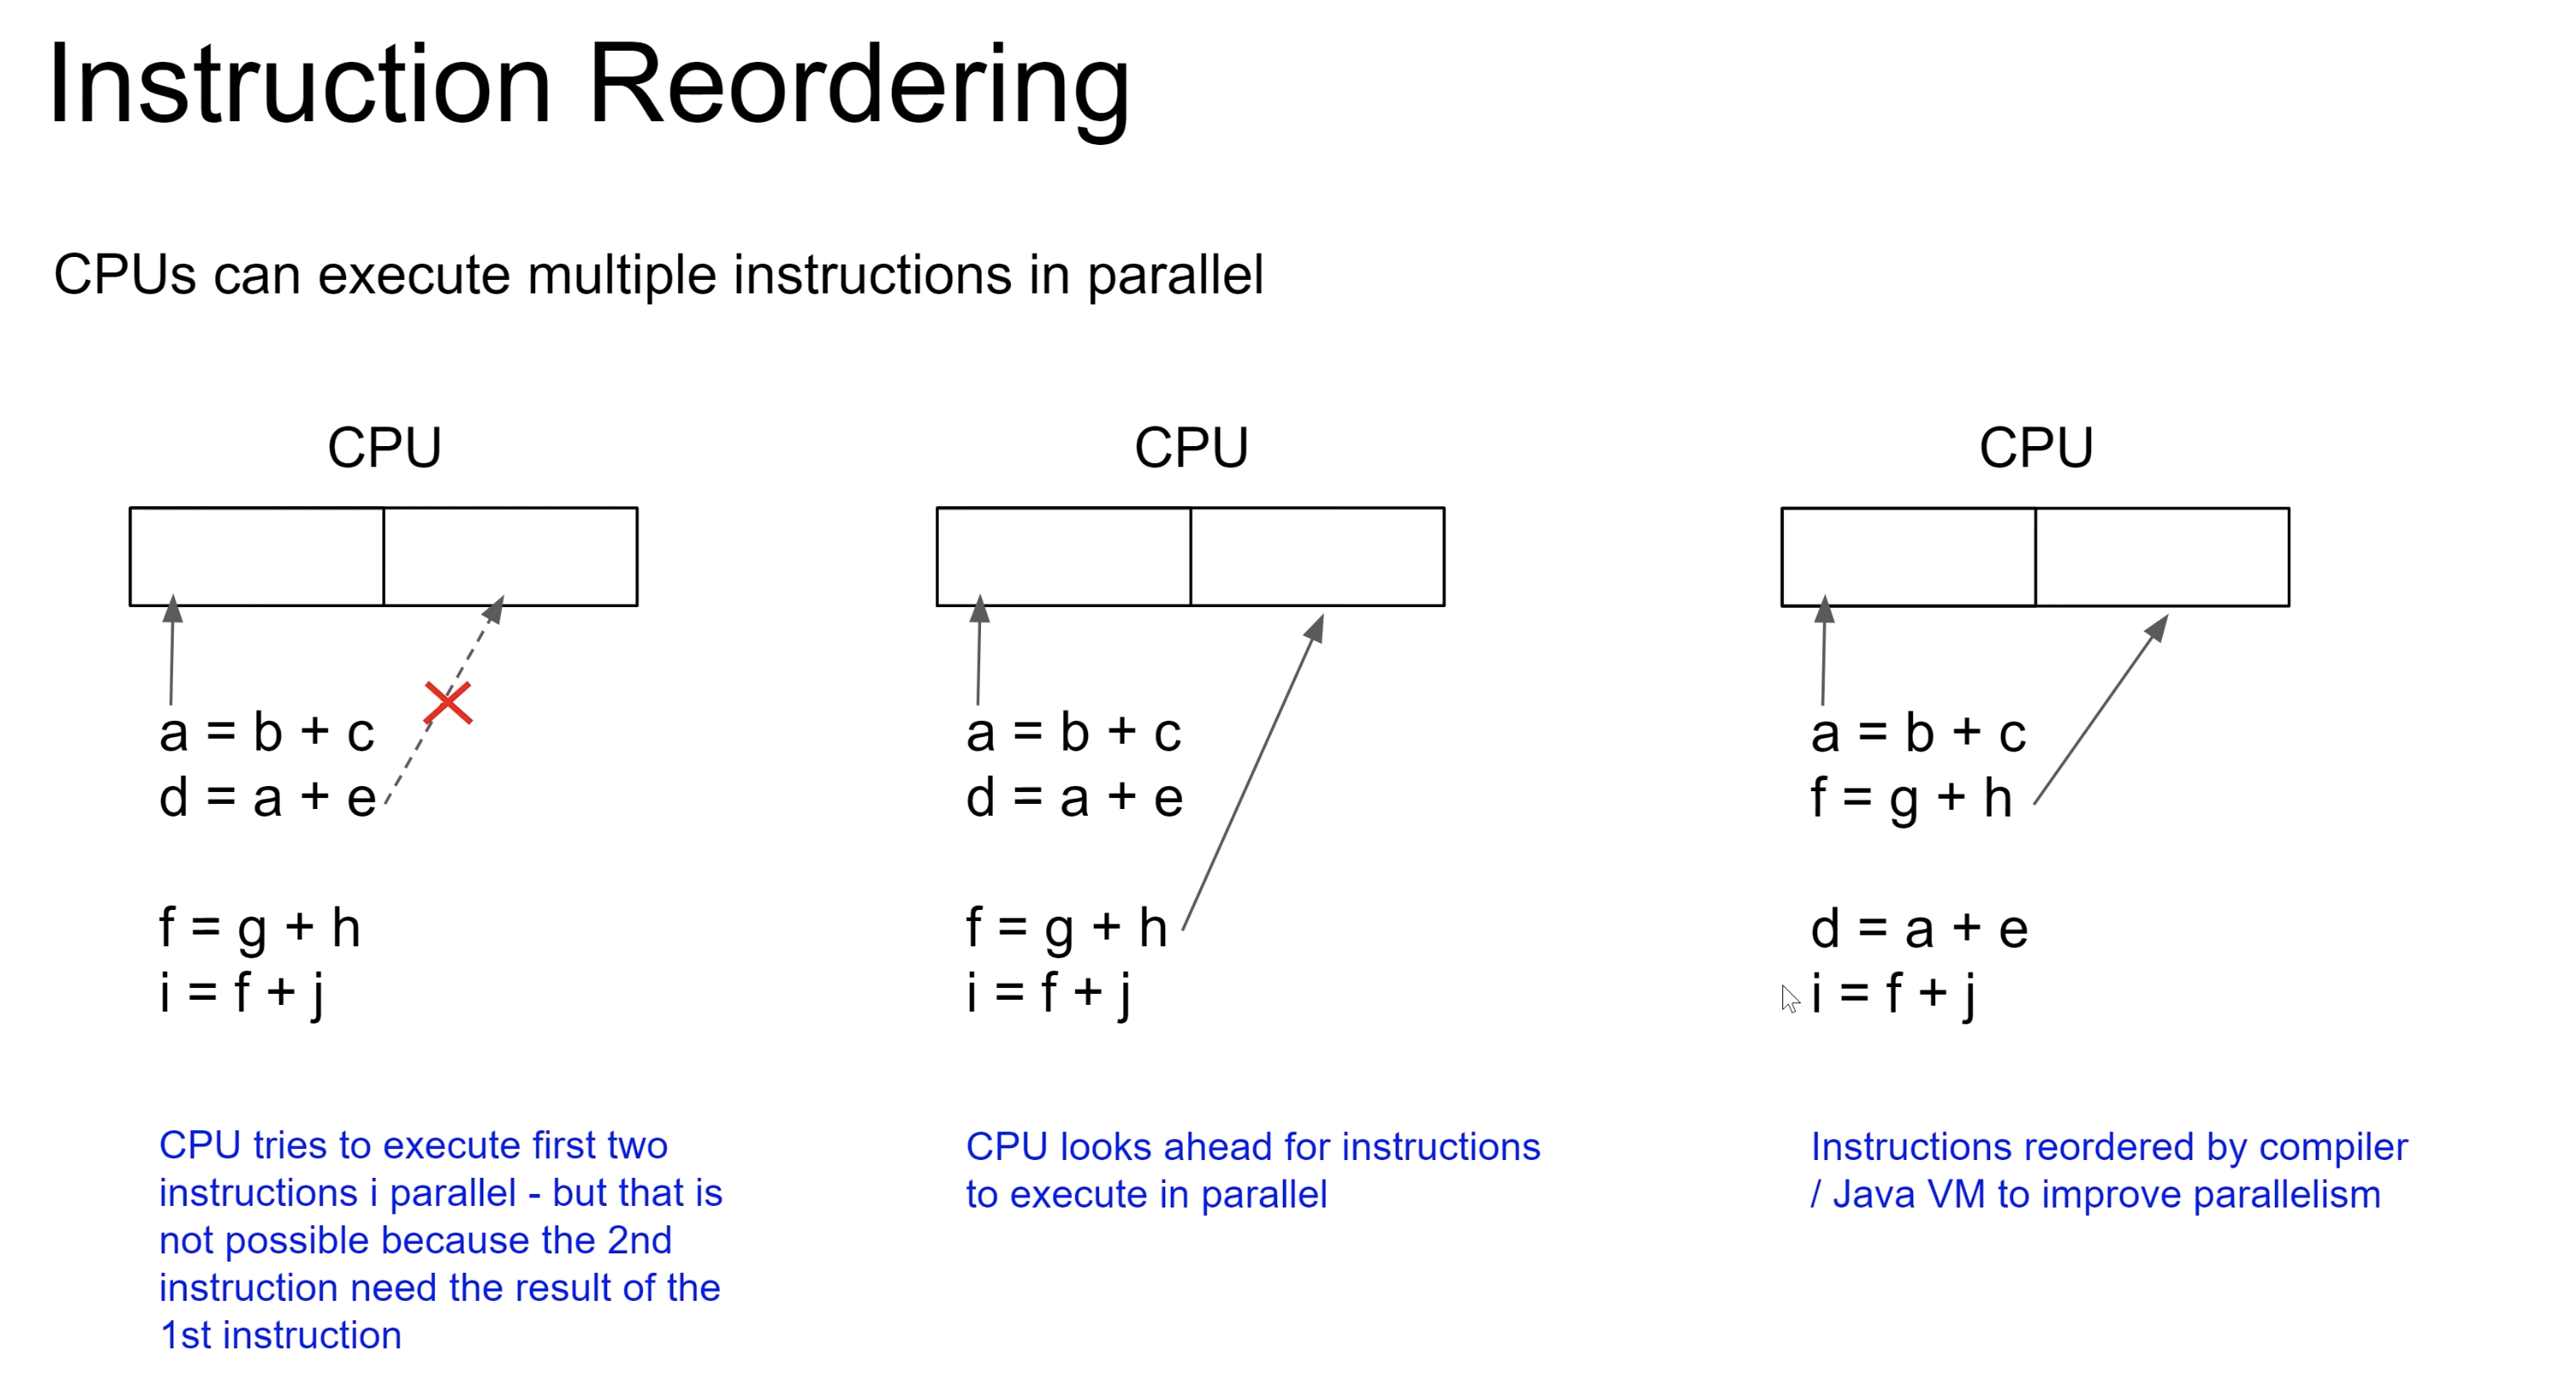 Instruction Reordering
CPUs can execute multiple instructions in parallel
CPU
a = b + c
d = a + e
f = g + h
i = f + j
CPU tries to execute first two
instructions i parallel - but that is
not possible because the 2nd
instruction need the result of the
1st instruction
CPU
a = b + c
d = a + e
f = g + h
i = f + j
CPU looks ahead for instructions
to execute in parallel
CPU
a = b + c
f = g + h
d = a + e
i = f + j
Instructions reordered by compiler
/ Java VM to improve parallelism